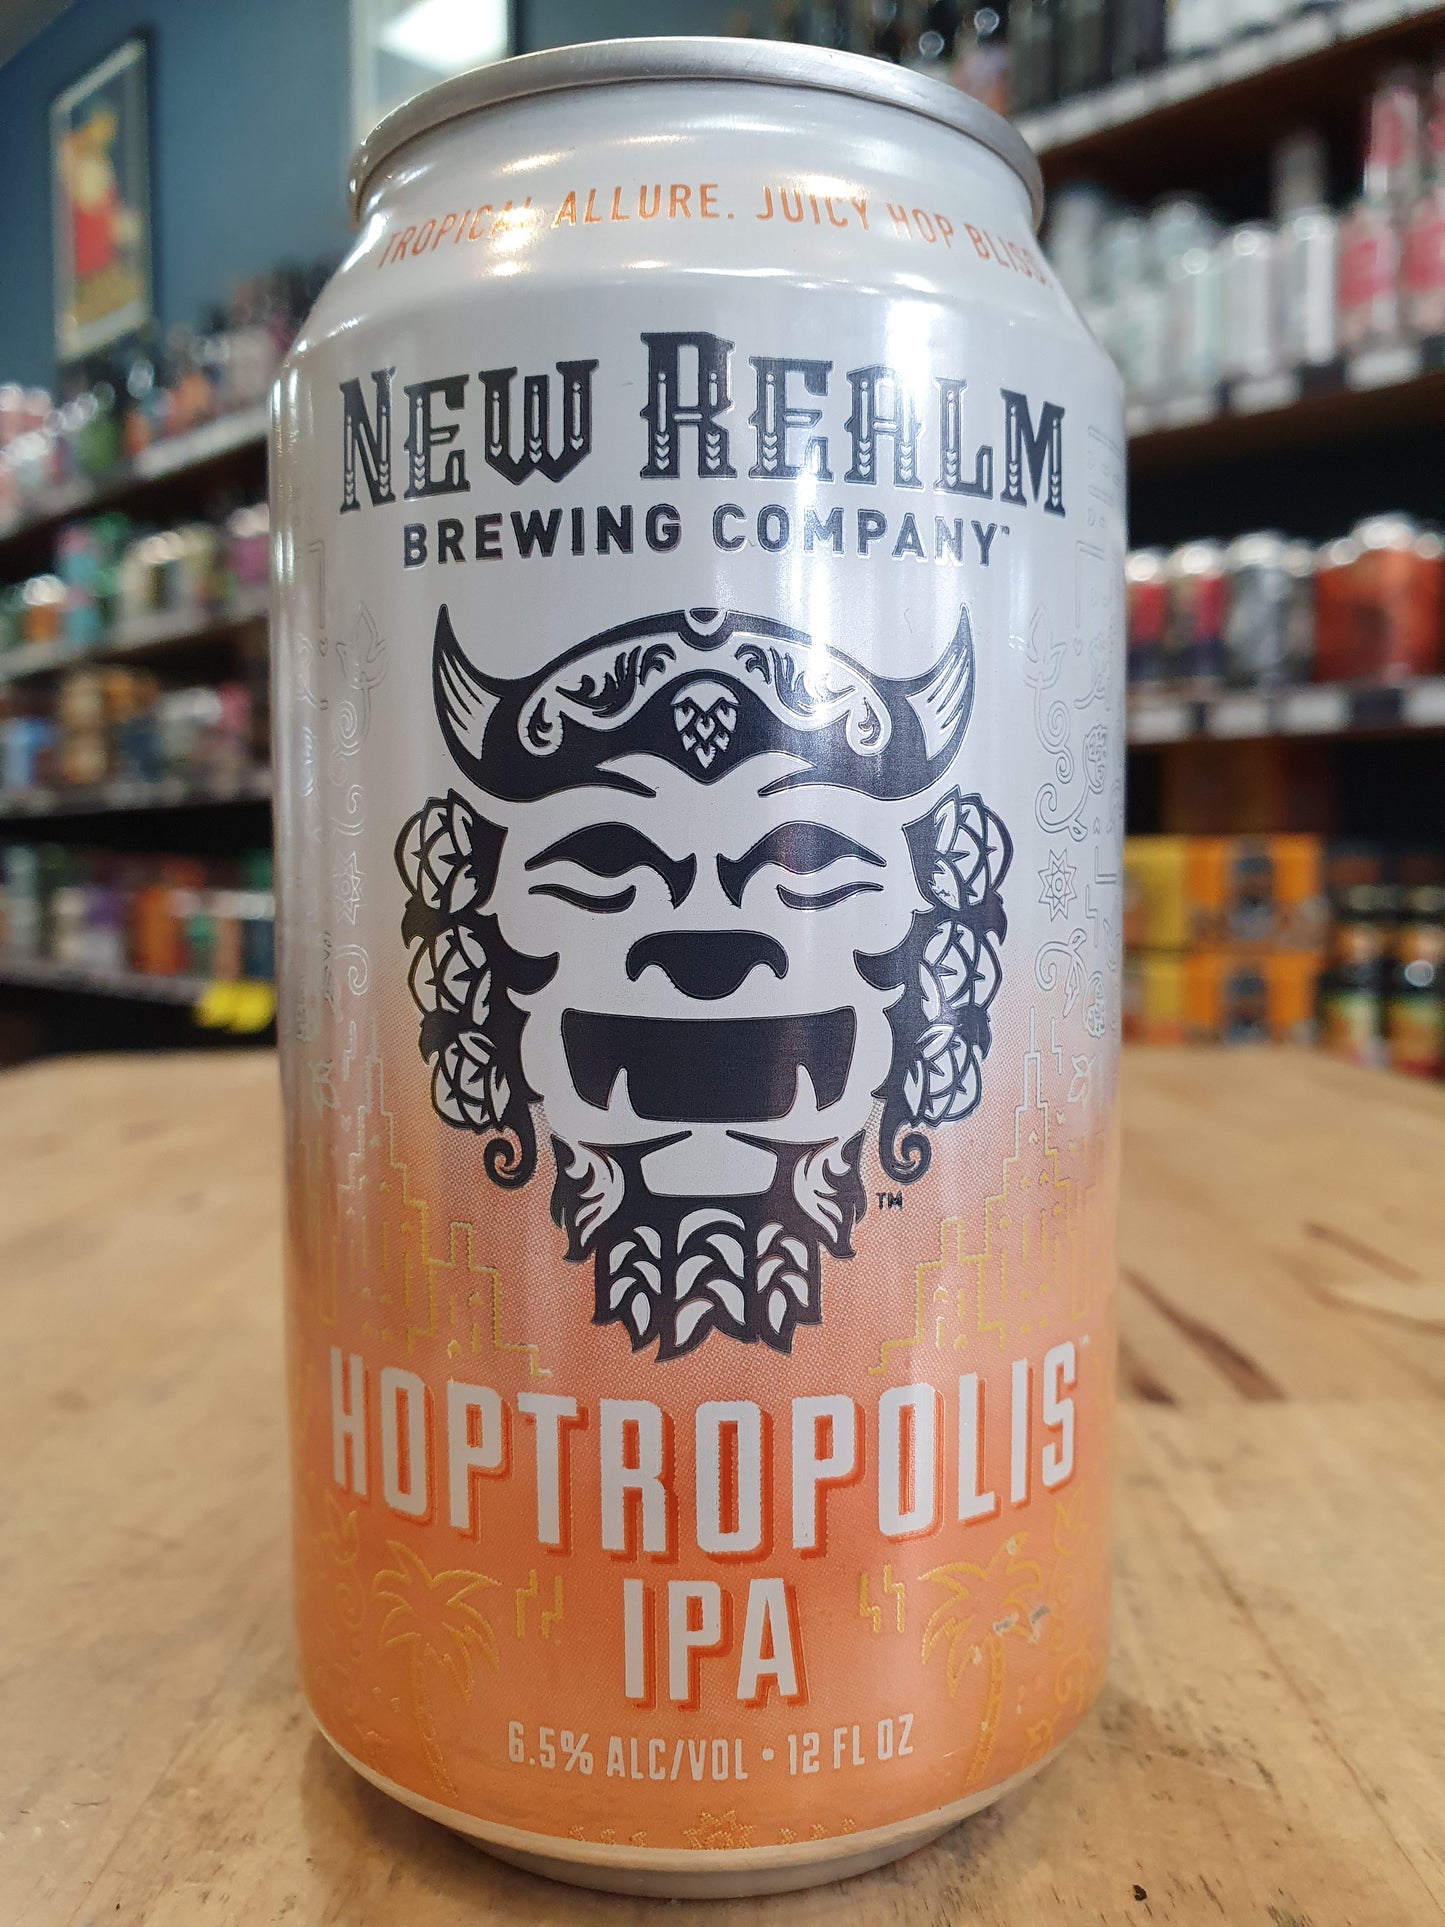 TROPICAL ALLURE. JUICY HOP BLISS.
NEW REALM
BREWING COMPANY™
TM
HOPTROPOLIS™
IPA
6.5% ALC/VOL • 12 FL OZ